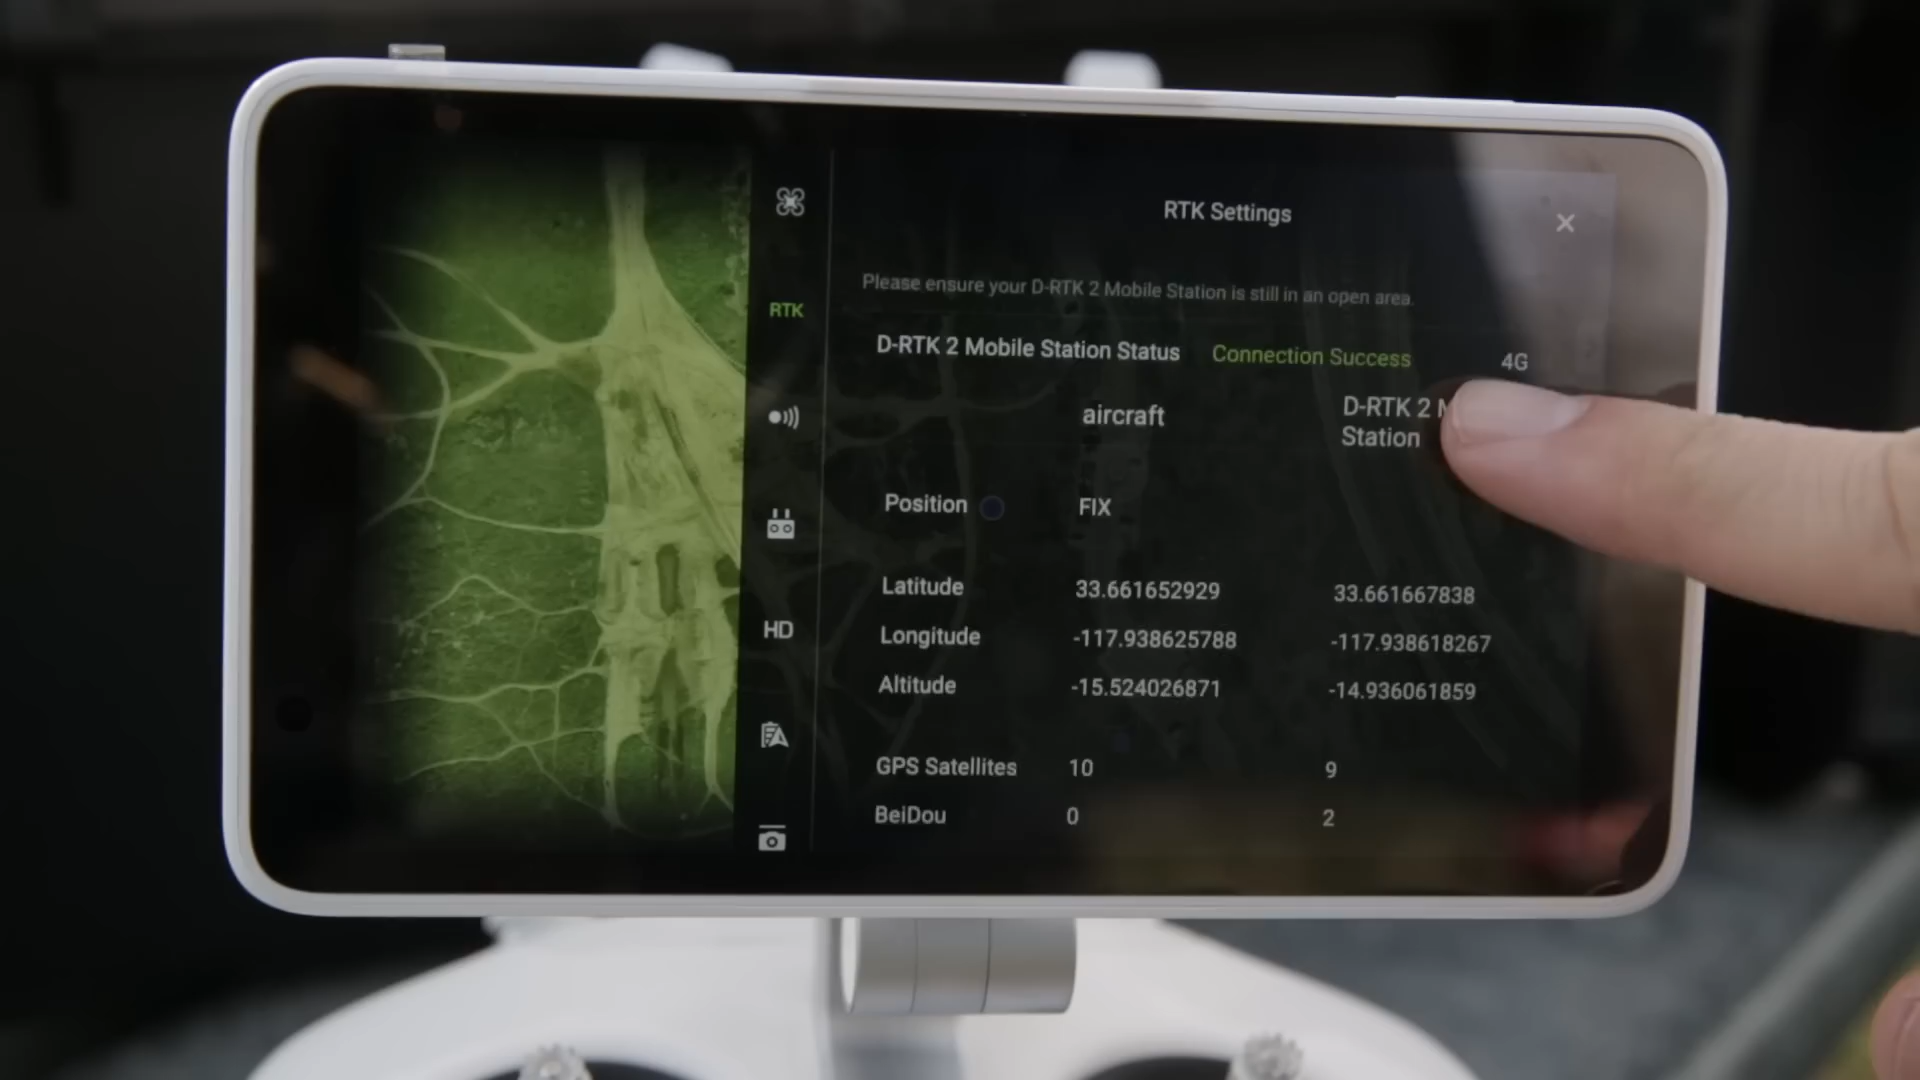 RTK Settings
Please ensure your D-RTK 2 Mobile Station is still in an open area.
RTK
D-RTK 2 Mobile Station Status Connection Success 4G
aircraft D-RTK 2
Station
Position FIX
Latitude 33.661652929 33.661667838
HD
Longitude -117.938625788 -117.938618267
Altitude -15.524026871 -14.936061859
GPS Satellites 10 9
BeiDou 0 2